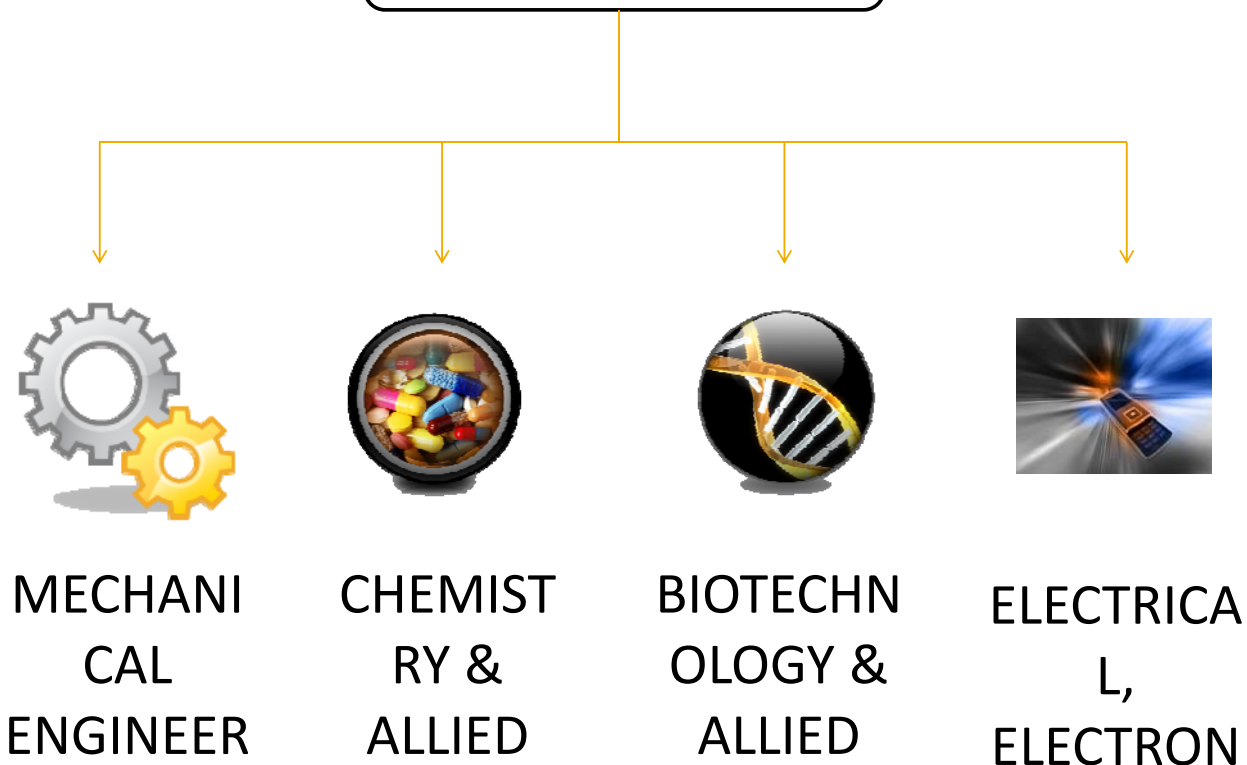 MECHANI
CAL
ENGINEER
CHEMIST
RY &
ALLIED
BIOTECHN
OLOGY &
ALLIED
ELECTRICA
L,
ELECTRON